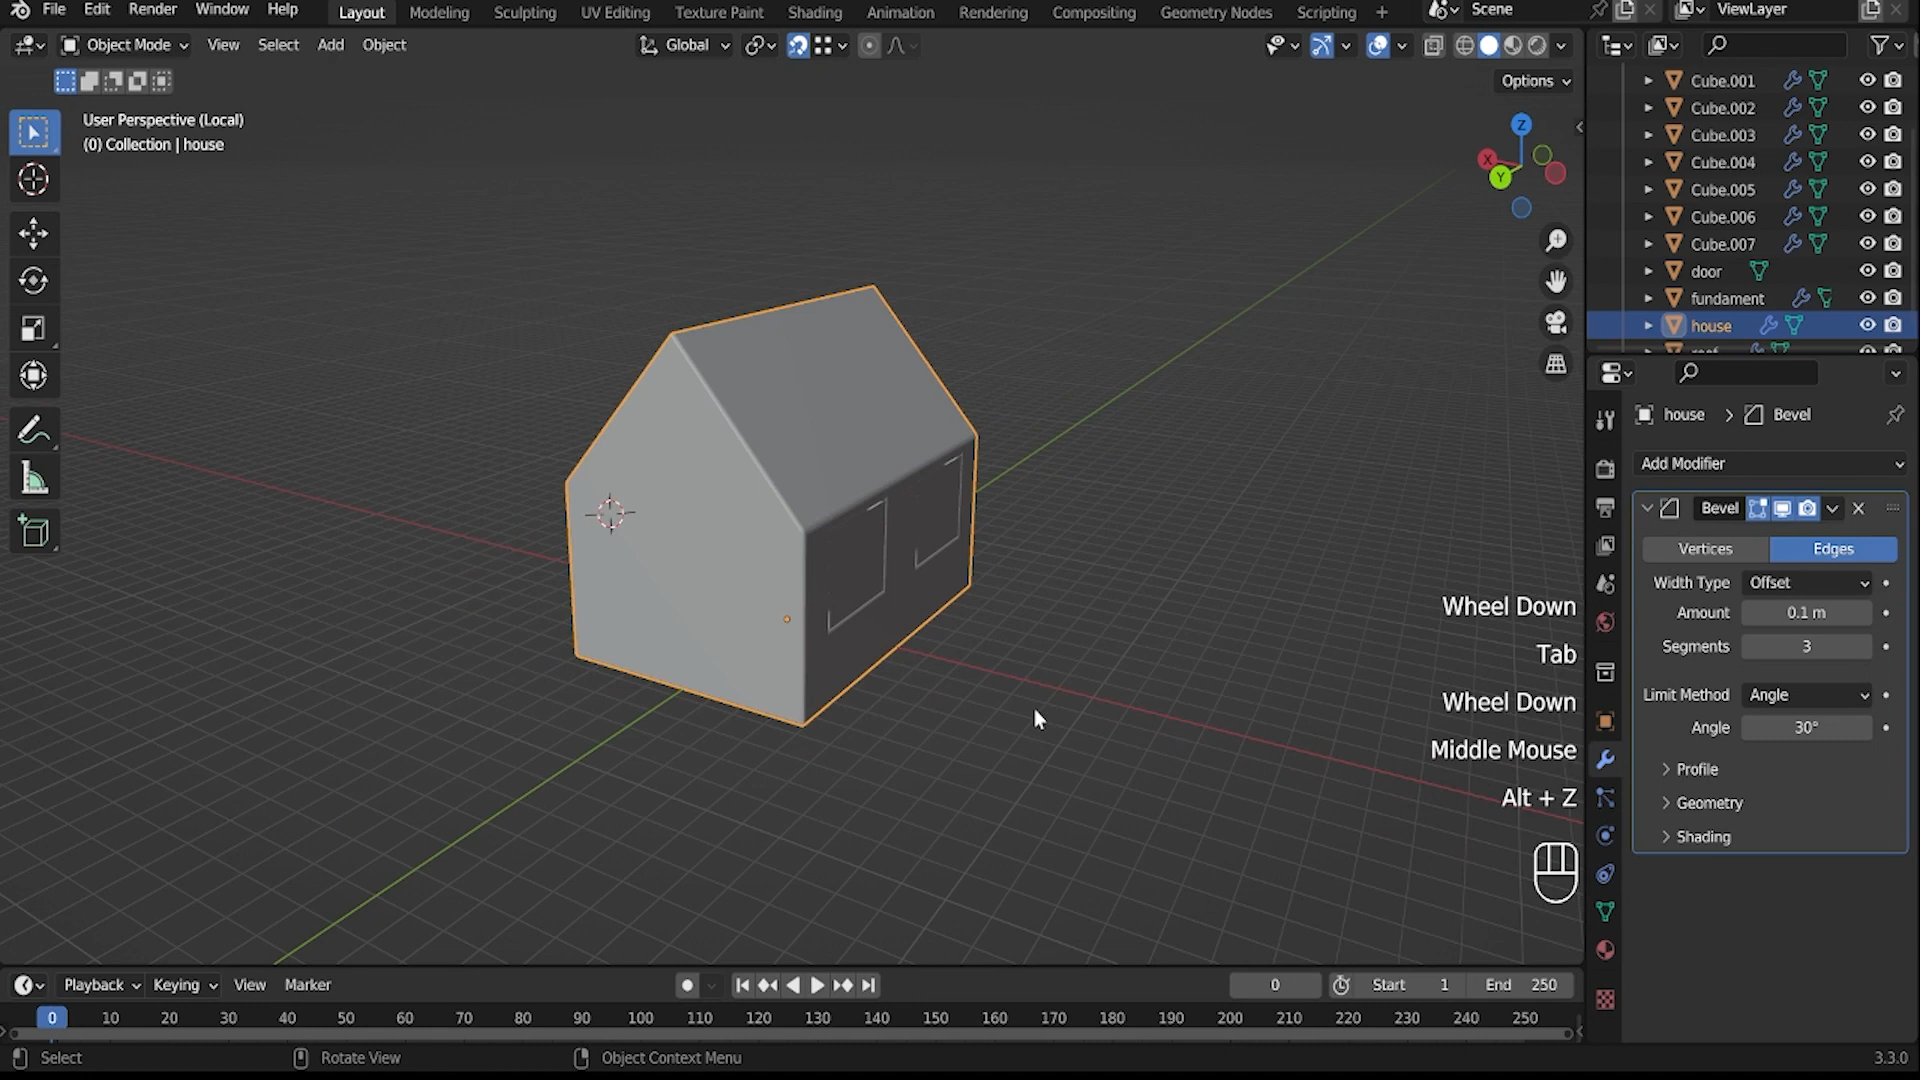 File Edit Render Window Help Layout Modeling Sculpting UV Editing Texture Paint Shading Animation Rendering Compositing Geometry Nodes Scripting + Scene ViewLayer
Object Mode View Select Add Object Global
Options
User Perspective (Local)
(0) Collection | house
Z
X
Y
Cube.001
Cube.002
Cube.003
Cube.004
Cube.005
Cube.006
Cube.007
door
fundament
house
house > Bevel
Add Modifier
Bevel
Vertices Edges
Width Type Offset
Amount 0.1 m
Segments 3
Limit Method Angle
Angle 30°
Profile
Geometry
Shading
Wheel Down
Tab
Wheel Down
Middle Mouse
Alt + Z
Playback Keying View Marker 0 Start 1 End 250
0 10 20 30 40 50 60 70 80 90 100 110 120 130 140 150 160 170 180 190 200 210 220 230 240 250
Select Rotate View Object Context Menu 3.3.0